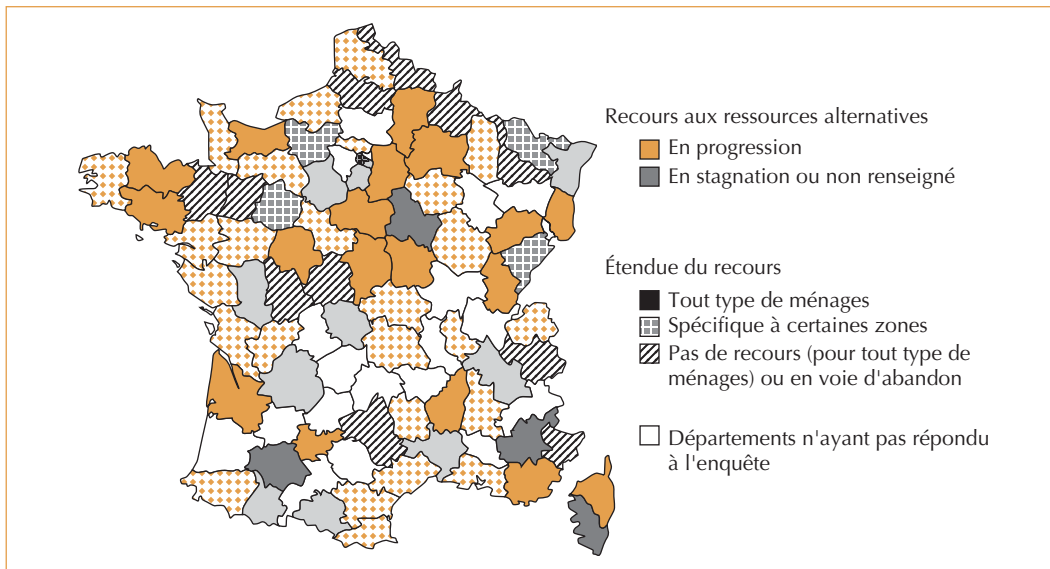 Recours aux ressources alternatives
En progression
En stagnation ou non renseigné
Étendue du recours
Tout type de ménages
Spécifique à certaines zones
Pas de recours (pour tout type de
ménages) ou en voie d'abandon
Départements n'ayant pas répondu
à l'enquête